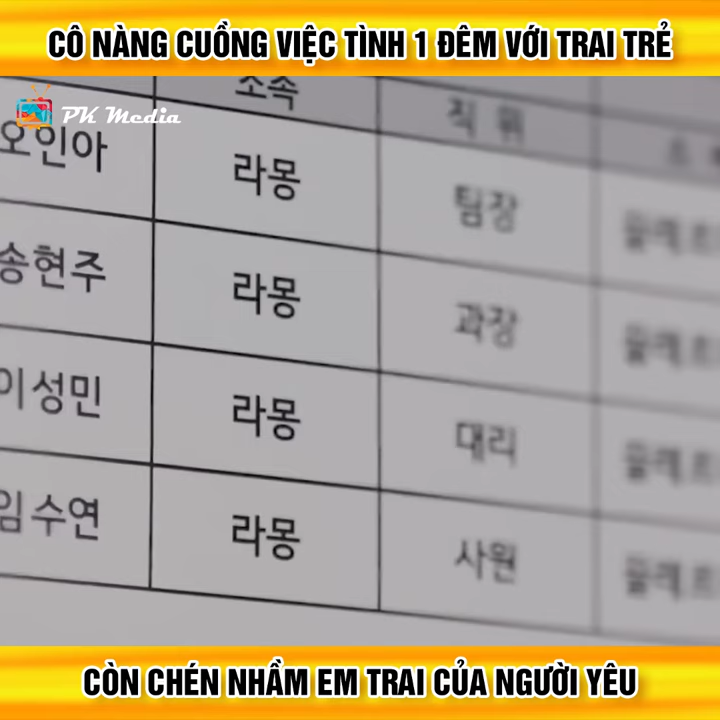 CÔ NÀNG CUỒNG VIỆC TÌNH 1 ĐÊM VỚI TRAI TRẺ
PK Media
소속 직위
오인아 라몽 팀장
송현주 라몽 과장
이성민 라몽 대리
임수연 라몽 사원
CÒN CHÉN NHẦM EM TRAI CỦA NGƯỜI YÊU